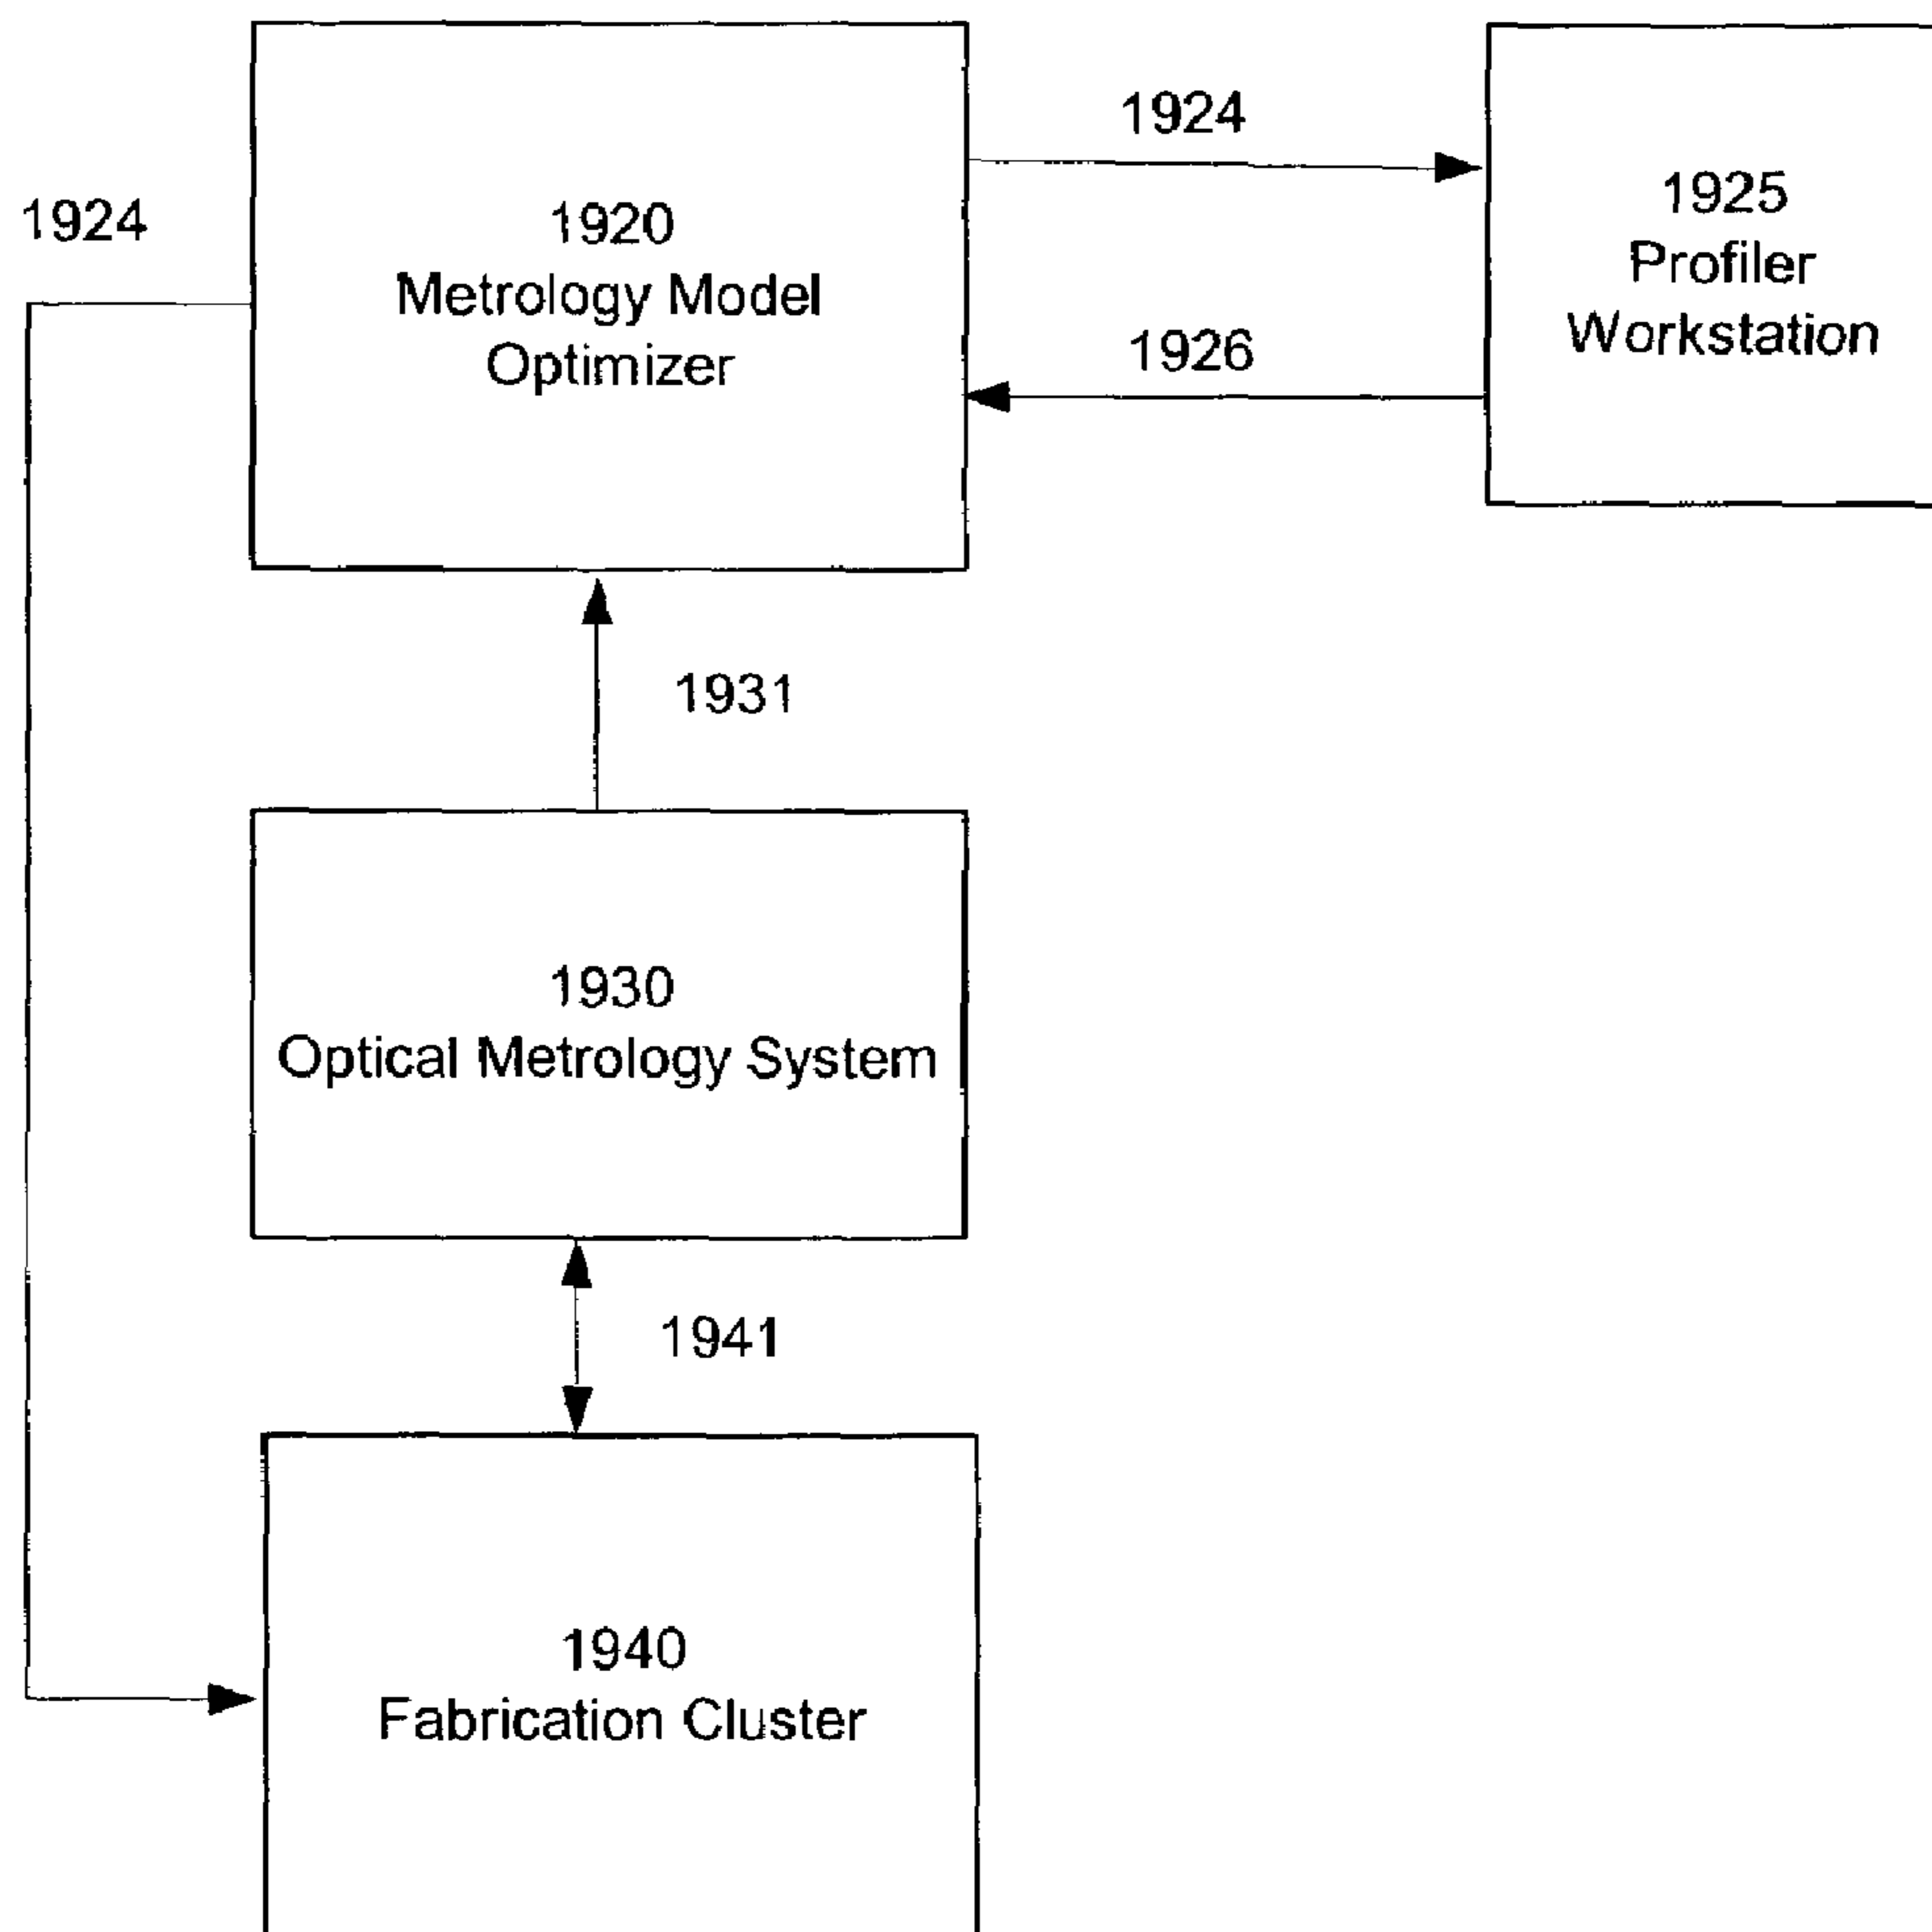 1924
1920
Metrology Model
Optimizer
1924
1926
1925
Profiler
Workstation
1931
1930
Optical Metrology System
1941
1940
Fabrication Cluster